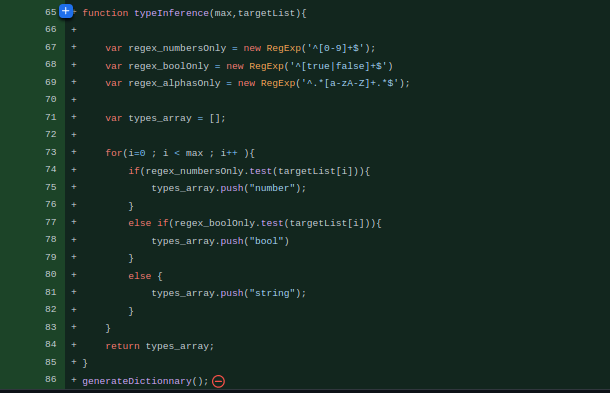 65 + function typeInference(max,targetList){
66 +
67 +     var regex_numbersOnly = new RegExp('^[0-9]+$');
68 +     var regex_boolOnly = new RegExp('^[true|false]+$')
69 +     var regex_alphasOnly = new RegExp('^.*[a-zA-Z]+.*$');
70 +
71 +     var types_array = [];
72 +
73 +     for(i=0 ; i < max ; i++ ){
74 +         if(regex_numbersOnly.test(targetList[i])){
75 +             types_array.push("number");
76 +         }
77 +         else if(regex_boolOnly.test(targetList[i])){
78 +             types_array.push("bool")
79 +         }
80 +         else {
81 +             types_array.push("string");
82 +         }
83 +     }
84 +     return types_array;
85 + }
86 + generateDictionnary();